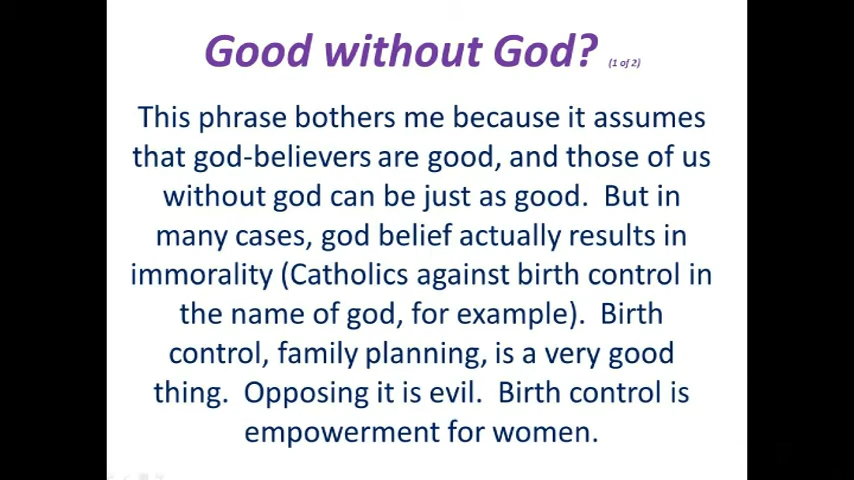 Good without God? (1 of 2)
This phrase bothers me because it assumes
that god-believers are good, and those of us
without god can be just as good.  But in
many cases, god belief actually results in
immorality (Catholics against birth control in
the name of god, for example).  Birth
control, family planning, is a very good
thing.  Opposing it is evil.  Birth control is
empowerment for women.